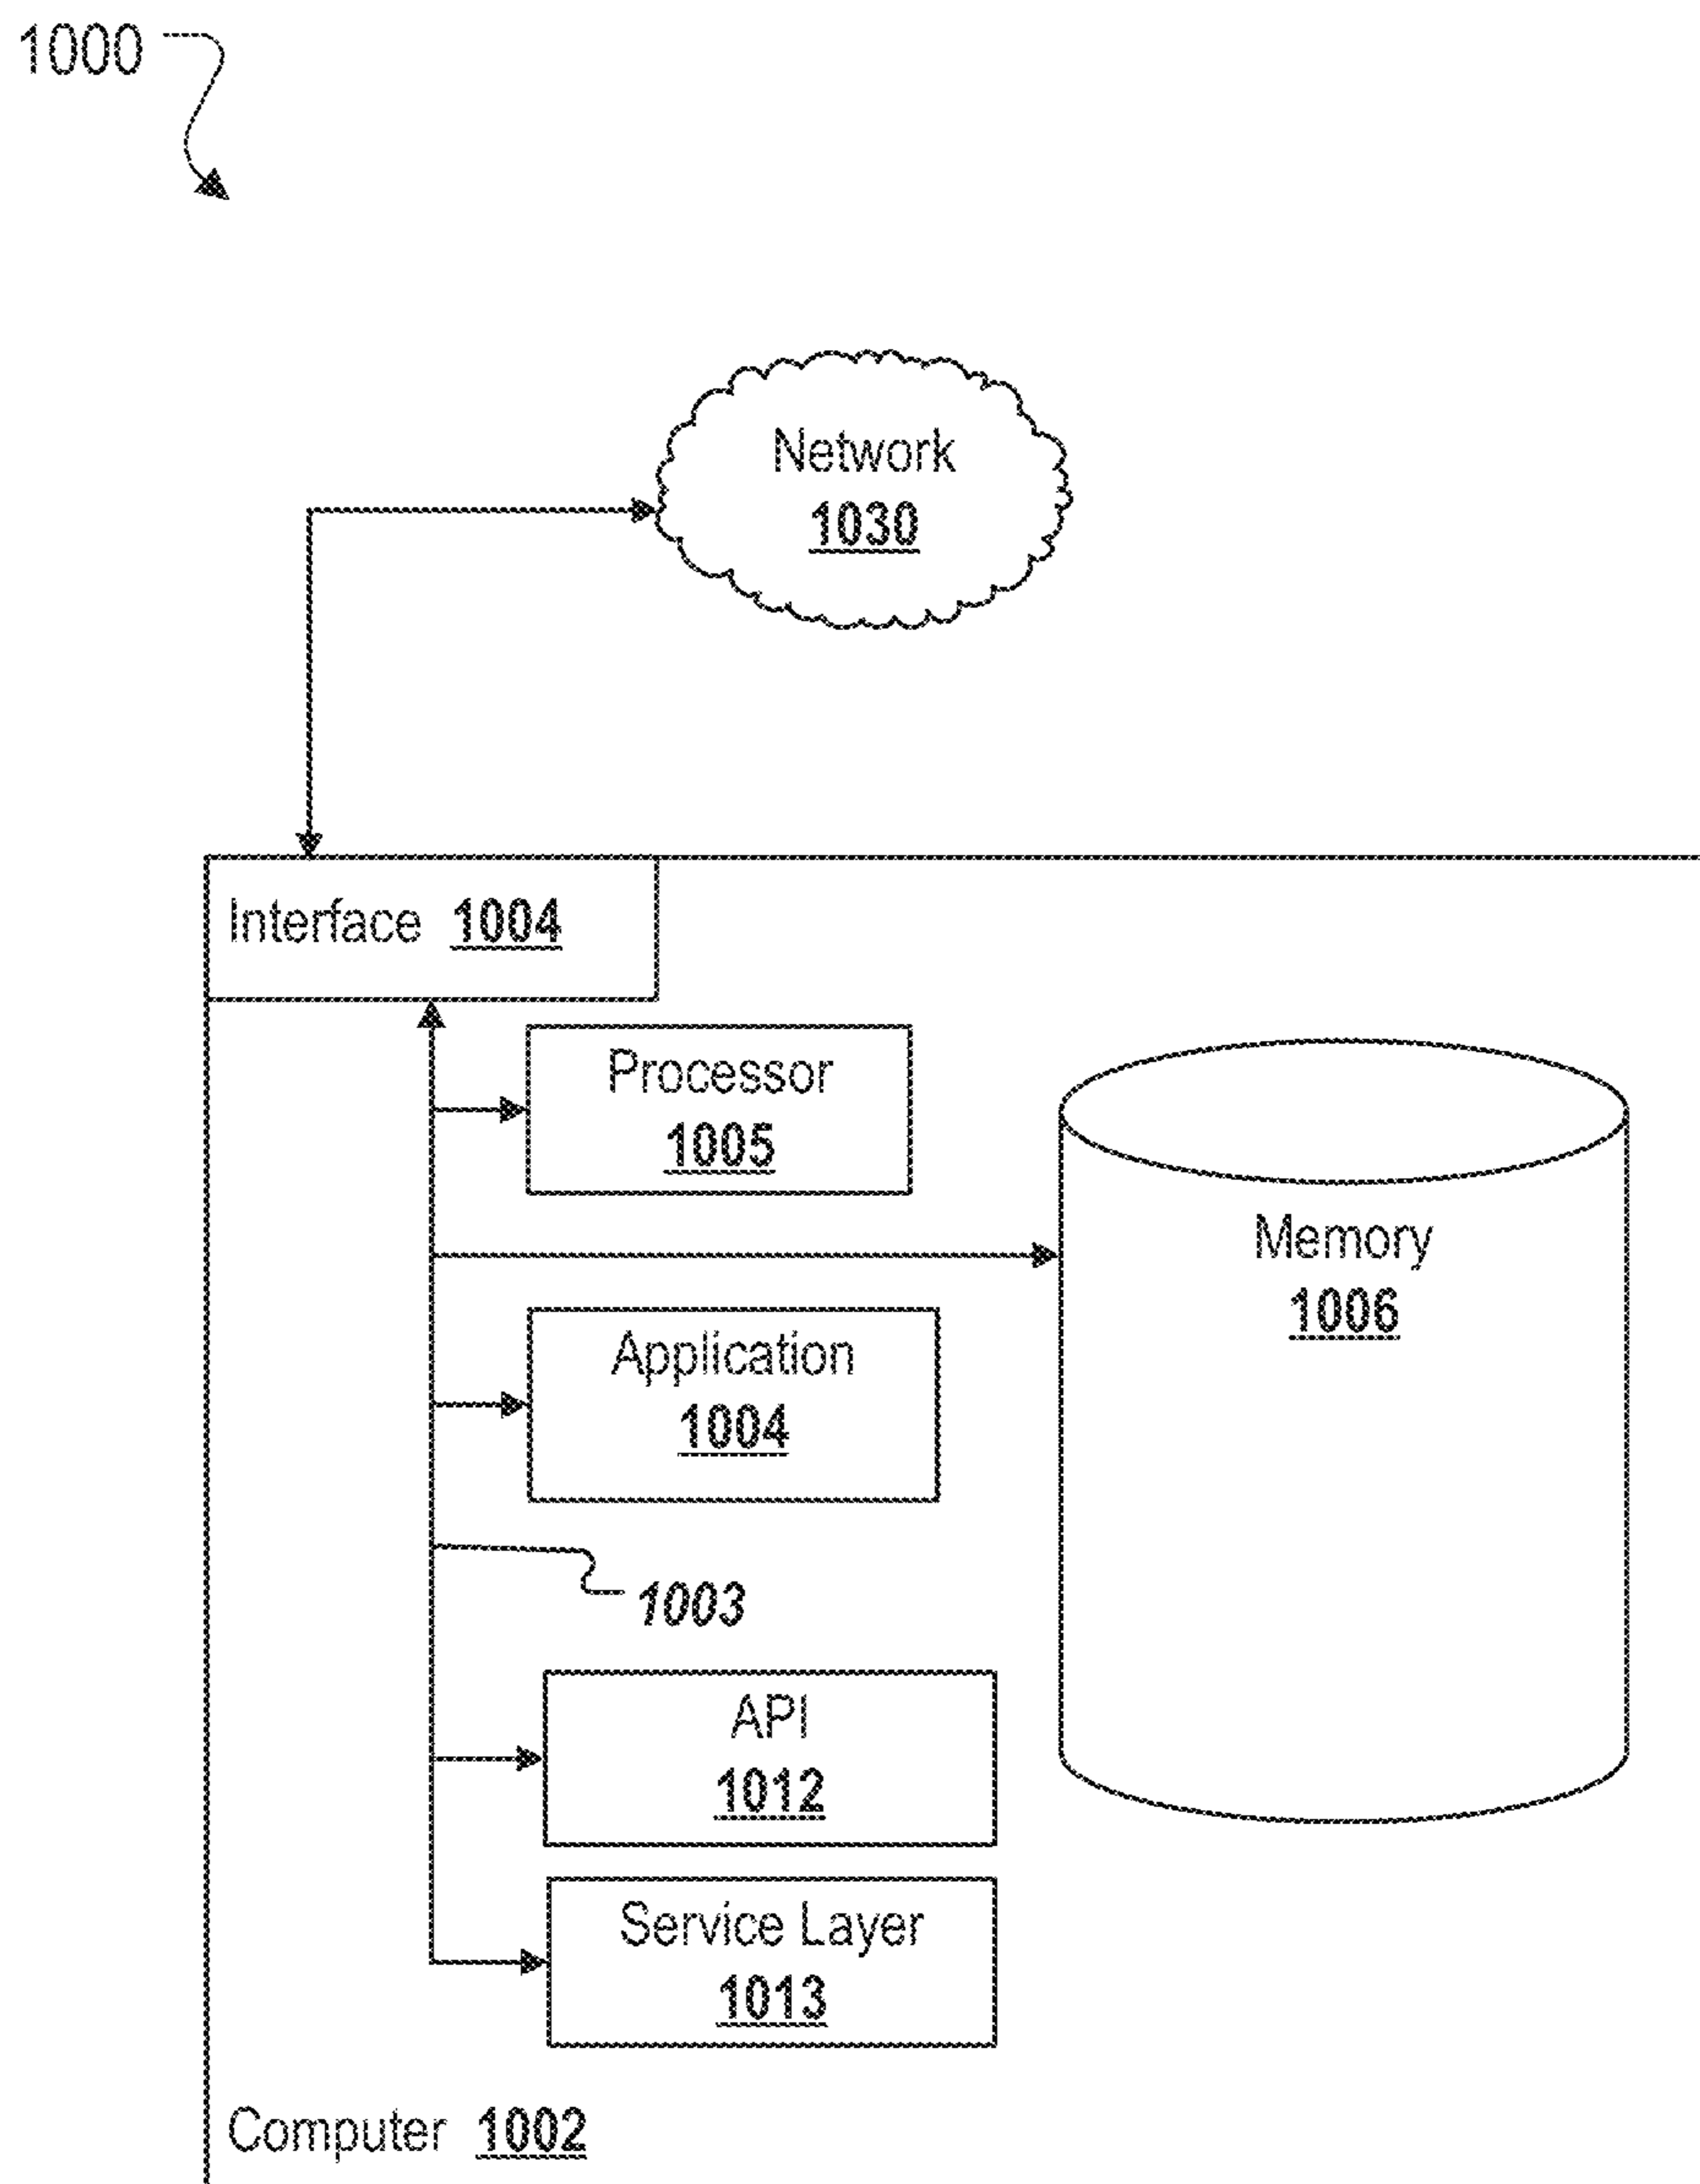 1000
Network
1030
Interface 1004
Processor
1005
Memory
1006
Application
1004
1003
API
1012
Service Layer
1013
Computer 1002